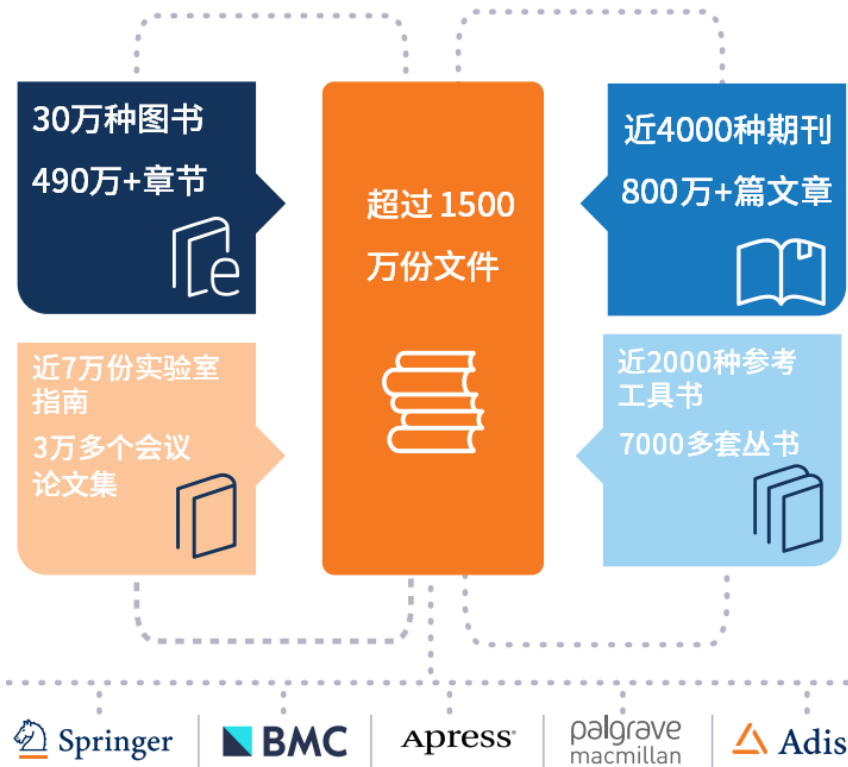 30万种图书
490万+章节
超过 1500
万份文件
近4000种期刊
800万+篇文章
近7万份实验室
指南
3万多个会议
论文集
近2000种参考
工具书
7000多套丛书
Springer
BMC
Apress
palgrave
macmillan
Adis